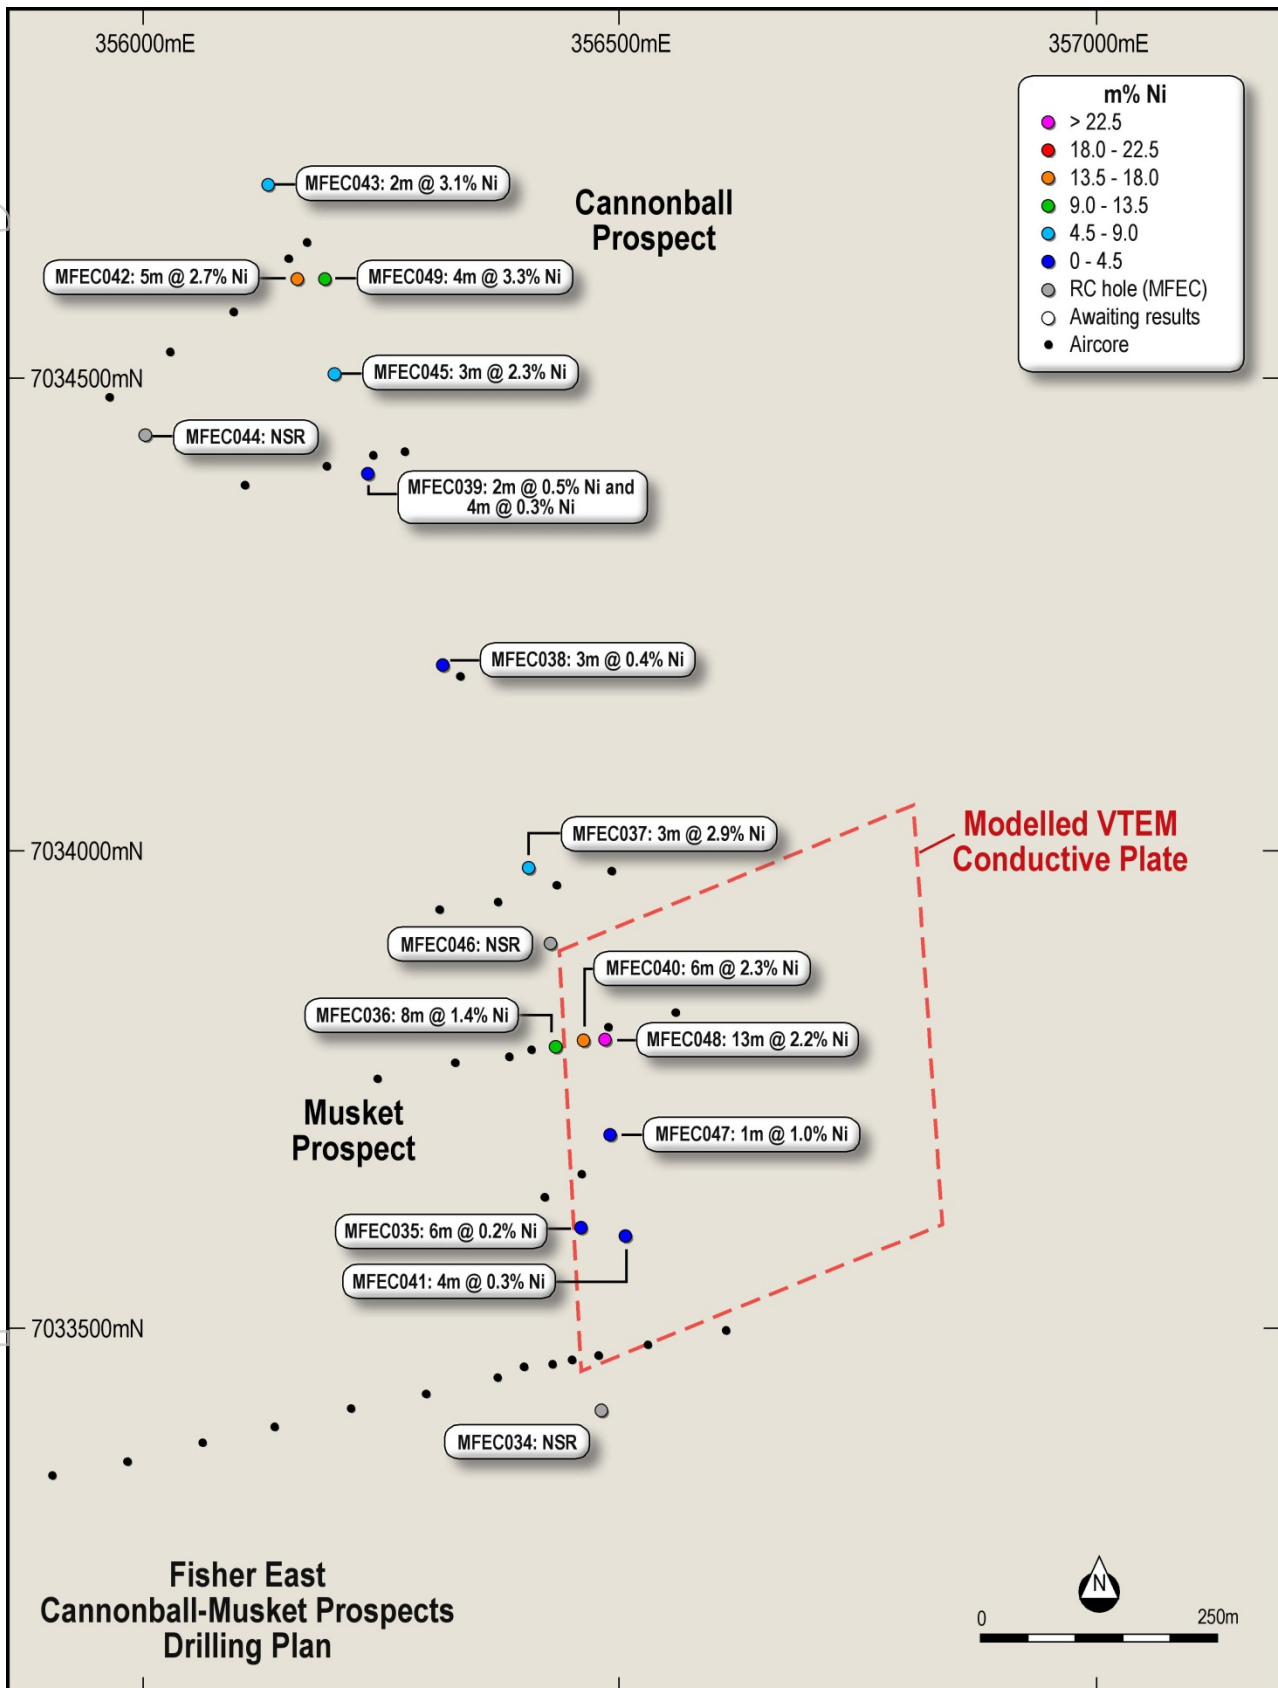 356000mE
356500mE
357000mE
m% Ni
> 22.5
18.0 - 22.5
13.5 - 18.0
9.0 - 13.5
4.5 - 9.0
0 - 4.5
RC hole (MFEC)
Awaiting results
Aircore
MFEC043: 2m @ 3.1% Ni
Cannonball
Prospect
MFEC042: 5m @ 2.7% Ni
MFEC049: 4m @ 3.3% Ni
MFEC045: 3m @ 2.3% Ni
7034500mN
MFEC044: NSR
MFEC039: 2m @ 0.5% Ni and
4m @ 0.3% Ni
MFEC038: 3m @ 0.4% Ni
MFEC037: 3m @ 2.9% Ni
Modelled VTEM
Conductive Plate
7034000mN
MFEC046: NSR
MFEC040: 6m @ 2.3% Ni
MFEC036: 8m @ 1.4% Ni
MFEC048: 13m @ 2.2% Ni
Musket
Prospect
MFEC047: 1m @ 1.0% Ni
MFEC035: 6m @ 0.2% Ni
MFEC041: 4m @ 0.3% Ni
7033500mN
MFEC034: NSR
Fisher East
Cannonball-Musket Prospects
Drilling Plan
N
0
250m